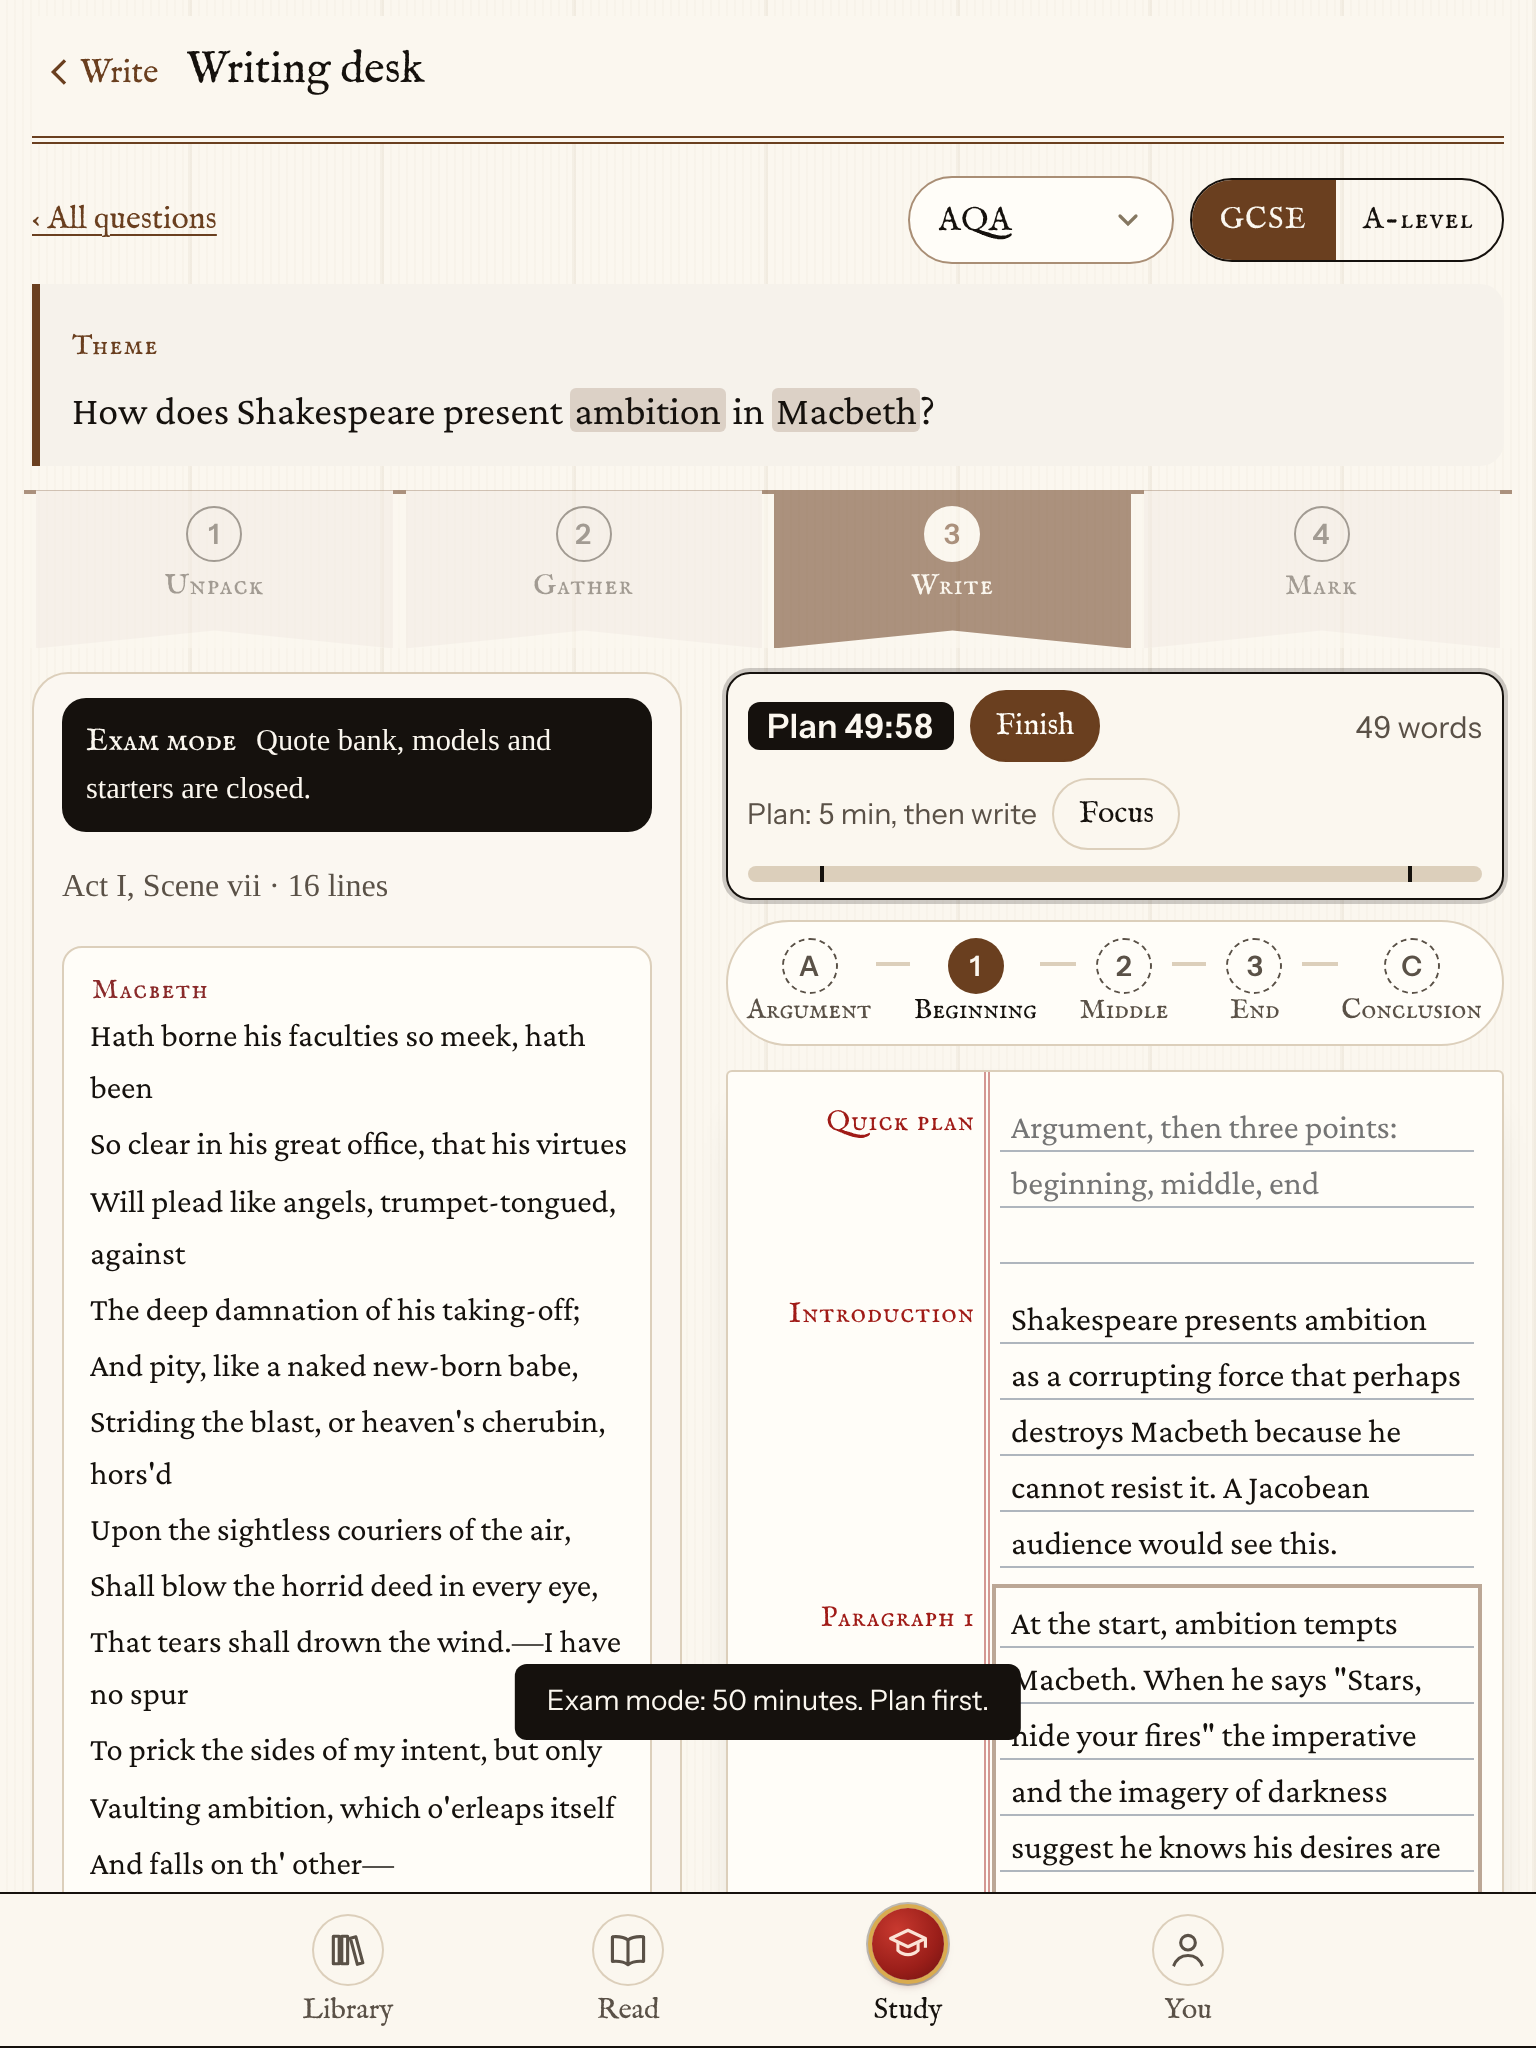 Write
Writing desk
‹ All questions
AQA
GCSE
A-level
Theme
How does Shakespeare present ambition in Macbeth?
1
Unpack
2
Gather
3
Write
4
Mark
Exam mode Quote bank, models and
starters are closed.
Act I, Scene vii · 16 lines
Macbeth
Hath borne his faculties so meek, hath
been
So clear in his great office, that his virtues
Will plead like angels, trumpet-tongued,
against
The deep damnation of his taking-off;
And pity, like a naked new-born babe,
Striding the blast, or heaven's cherubin,
hors'd
Upon the sightless couriers of the air,
Shall blow the horrid deed in every eye,
That tears shall drown the wind.—I have
no spur
To prick the sides of my intent, but only
Vaulting ambition, which o'erleaps itself
And falls on th' other—
Plan 49:58
Finish
49 words
Plan: 5 min, then write
Focus
A
Argument
1
Beginning
2
Middle
3
End
C
Conclusion
Quick plan
Argument, then three points:
beginning, middle, end
Introduction
Shakespeare presents ambition
as a corrupting force that perhaps
destroys Macbeth because he
cannot resist it. A Jacobean
audience would see this.
Paragraph 1
At the start, ambition tempts
Macbeth. When he says "Stars,
hide your fires" the imperative
and the imagery of darkness
suggest he knows his desires are
Exam mode: 50 minutes. Plan first.
Library
Read
Study
You